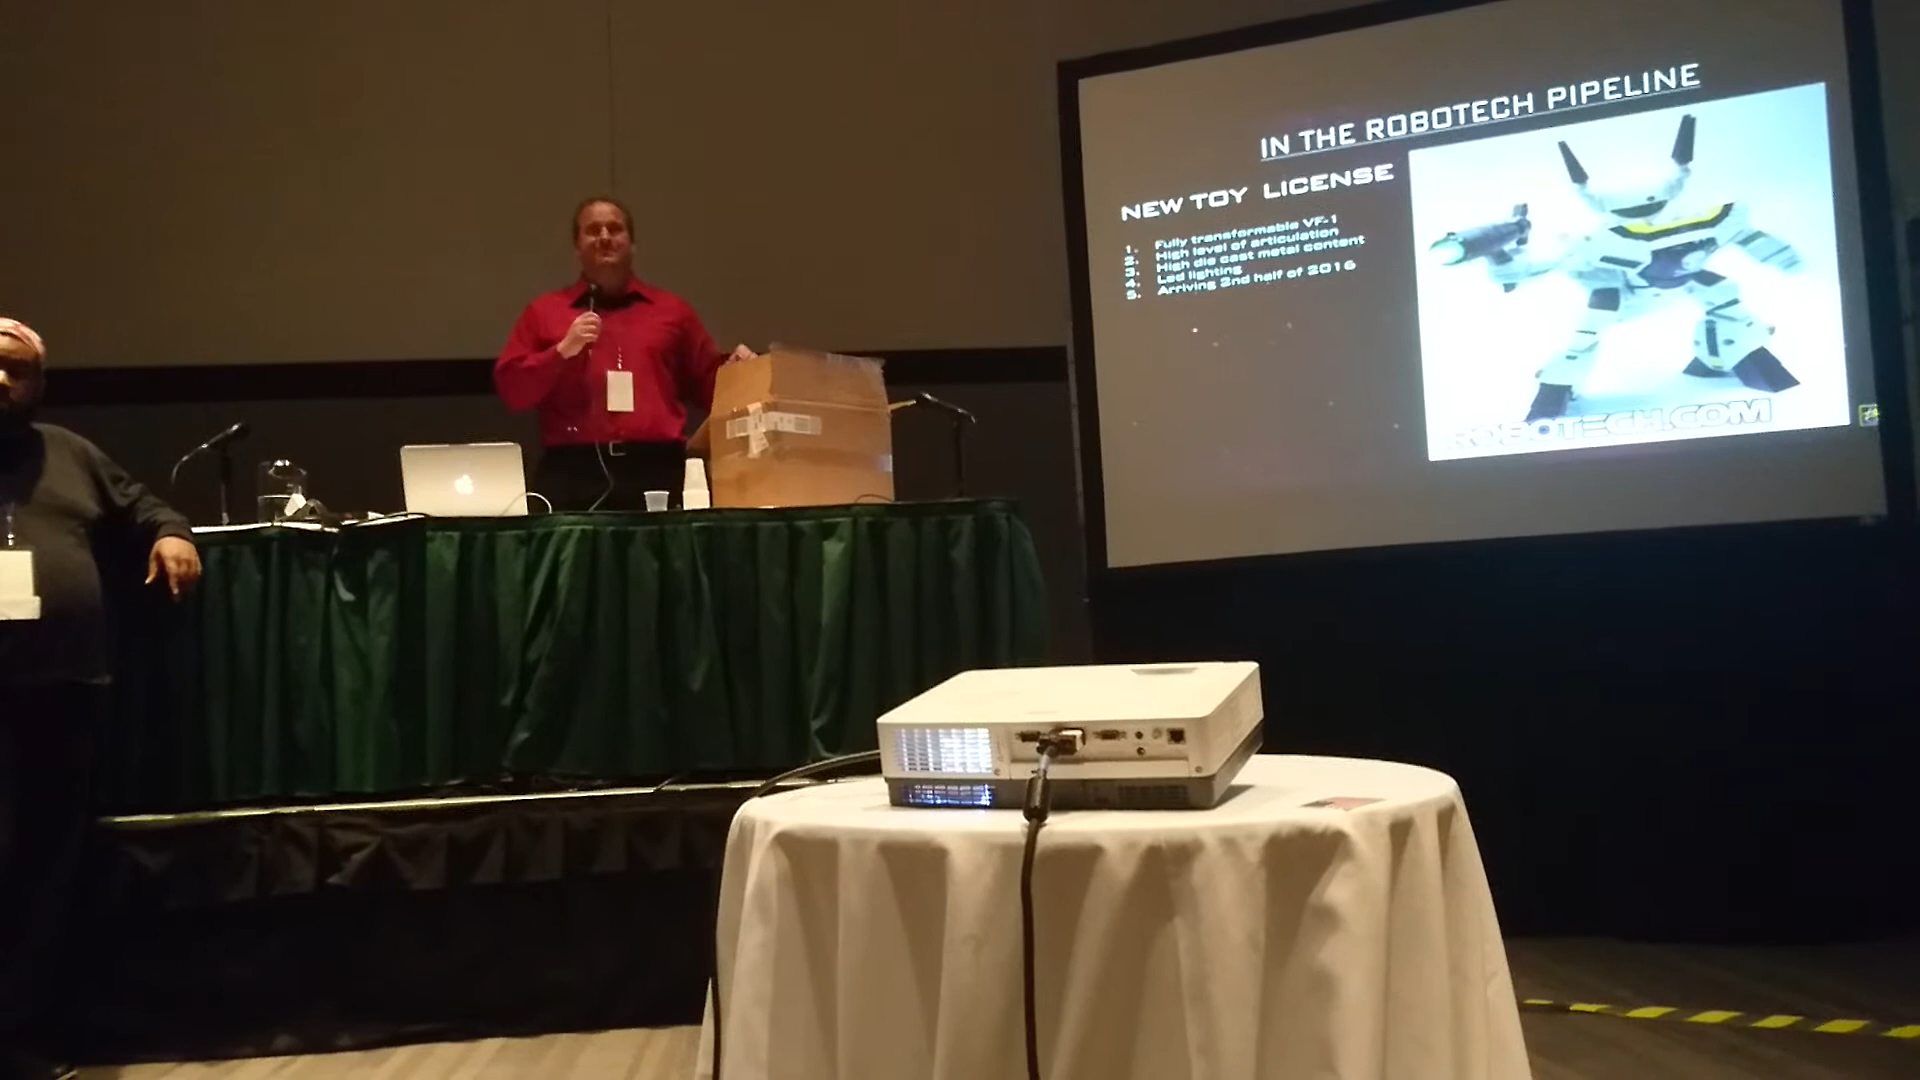 IN THE ROBOTECH PIPELINE
NEW TOY LICENSE
1. Fully transformable VF-1
2. High level of articulation
3. High die cast metal content
4. Led lighting
5. Arriving 2nd half of 2016
ROBOTECH.COM